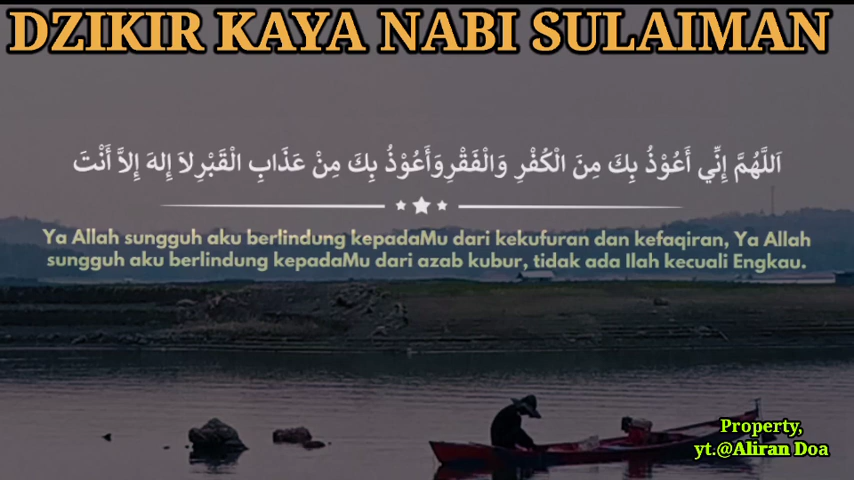 DZIKIR KAYA NABI SULAIMAN
اَللَّهُمَّ إِنِّي أَعُوْذُ بِكَ مِنَ الْكُفْرِ وَالْفَقْرِوَأَعُوْذُ بِكَ مِنْ عَذَابِ الْقَبْرِلاَ إِلهَ إِلاَّ أَنْتَ
Ya Allah sungguh aku berlindung kepadaMu dari kekufuran dan kefaqiran, Ya Allah
sungguh aku berlindung kepadaMu dari azab kubur, tidak ada Ilah kecuali Engkau.
Property,
yt.@Aliran Doa